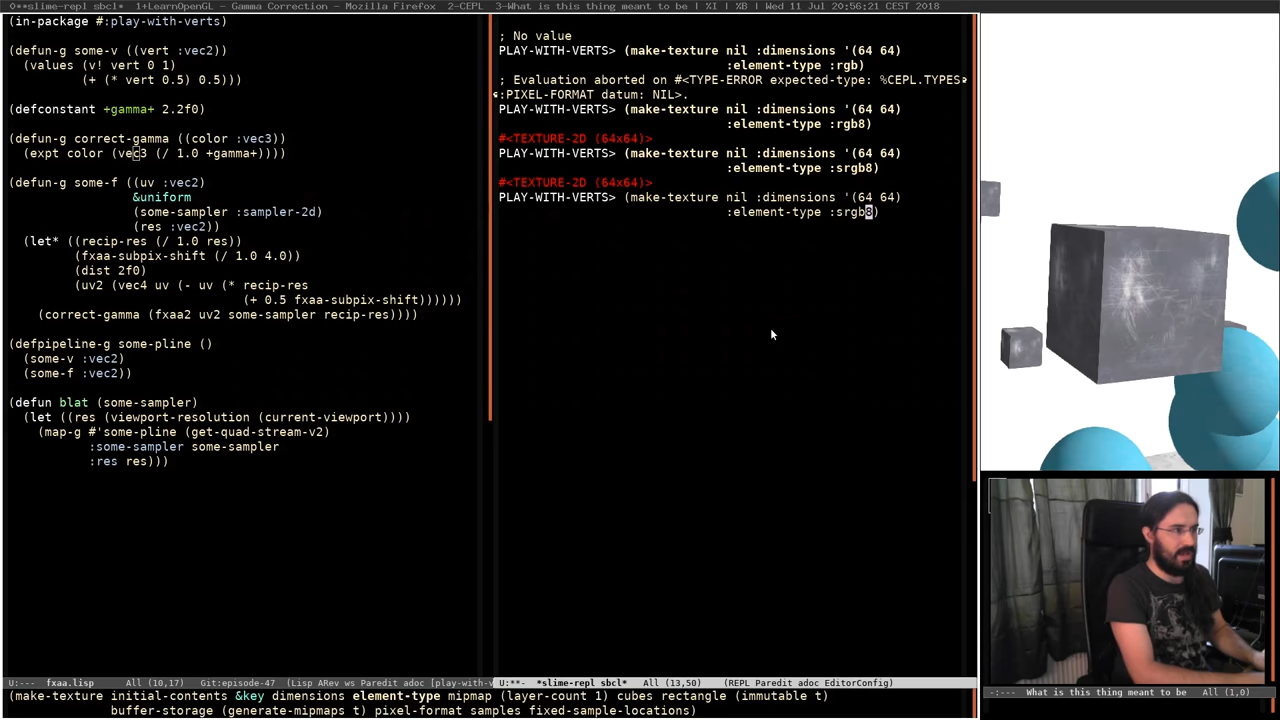 0**slime-repl sbcl* 1+LearnOpenGL – Gamma Correction - Mozilla Firefox 2-CEPL 3-What is this thing meant to be | %I | %B | Wed July 11 20:56:21 CEST 2018
(in-package #:play-with-verts)
(defun-g some-v ((vert :vec2))
(values (v! vert 0 1)
(+ (* vert 0.5) 0.5)))
(defconstant +gamma+ 2.2f0)
(defun-g correct-gamma ((color :vec3))
(expt color (vec3 (/ 1.0 +gamma+))))
(defun-g some-f ((uv :vec2)
&uniform
(some-sampler :sampler-2d)
(res :vec2))
(let* ((recip-res (/ 1.0 res))
(fxaa-subpix-shift (/ 1.0 4.0))
(dist 2f0)
(uv2 (vec4 uv (- uv (* recip-res
(+ 0.5 fxaa-subpix-shift))))))
(correct-gamma (fxaa2 uv2 some-sampler recip-res))))
(defpipeline-g some-pline ()
(some-v :vec2)
(some-f :vec2))
(defun blat (some-sampler)
(let ((res (viewport-resolution (current-viewport))))
(map-g #'some-pline (get-quad-stream-v2)
:some-sampler some-sampler
:res res)))
; No value
PLAY-WITH-VERTS> (make-texture nil :dimensions '(64 64)
:element-type :rgb)
; Evaluation aborted on #<TYPE-ERROR expected-type: %CEPL.TYPES
:PIXEL-FORMAT datum: NIL>.
PLAY-WITH-VERTS> (make-texture nil :dimensions '(64 64)
:element-type :rgb8)
#<TEXTURE-2D (64x64)>
PLAY-WITH-VERTS> (make-texture nil :dimensions '(64 64)
:element-type :srgb8)
#<TEXTURE-2D (64x64)>
PLAY-WITH-VERTS> (make-texture nil :dimensions '(64 64)
:element-type :srgb8)
U:--- fxaa.lisp All (10,17) Git:episode-47 (Lisp ARev ws Paredit adoc [play-with-v
U:**- *slime-repl sbcl* All (13,50) (REPL Paredit adoc EditorConfig)
-:--- What is this thing meant to be All (1,0)
(make-texture initial-contents &key dimensions element-type mipmap (layer-count 1) cubes rectangle (immutable t)
buffer-storage (generate-mipmaps t) pixel-format samples fixed-sample-locations)